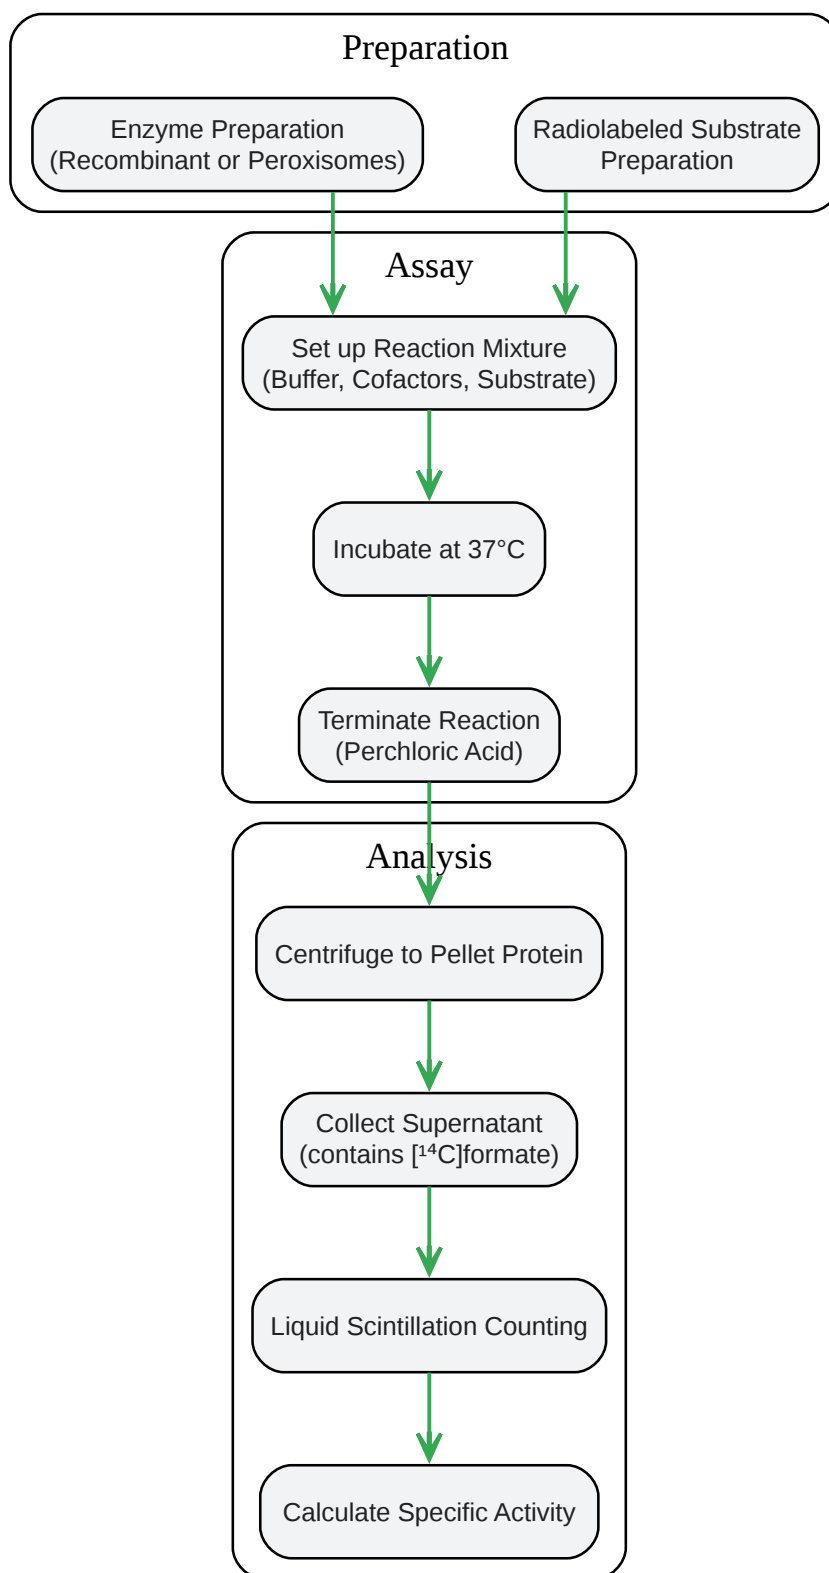 Preparation
Enzyme Preparation
(Recombinant or Peroxisomes)
Radiolabeled Substrate
Preparation
Assay
Set up Reaction Mixture
(Buffer, Cofactors, Substrate)
Incubate at 37°C
Terminate Reaction
(Perchloric Acid)
Analysis
Centrifuge to Pellet Protein
Collect Supernatant
(contains [¹⁴C]formate)
Liquid Scintillation Counting
Calculate Specific Activity